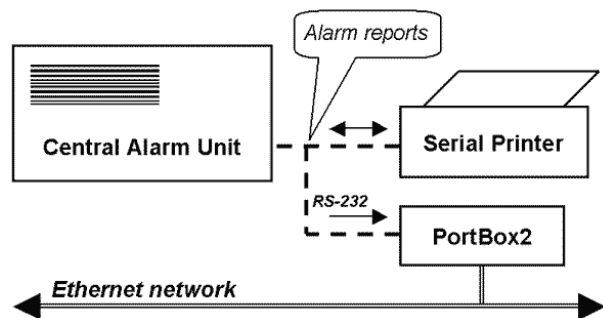 Alarm reports
Central Alarm Unit
Serial Printer
RS-232
PortBox2
Ethernet network